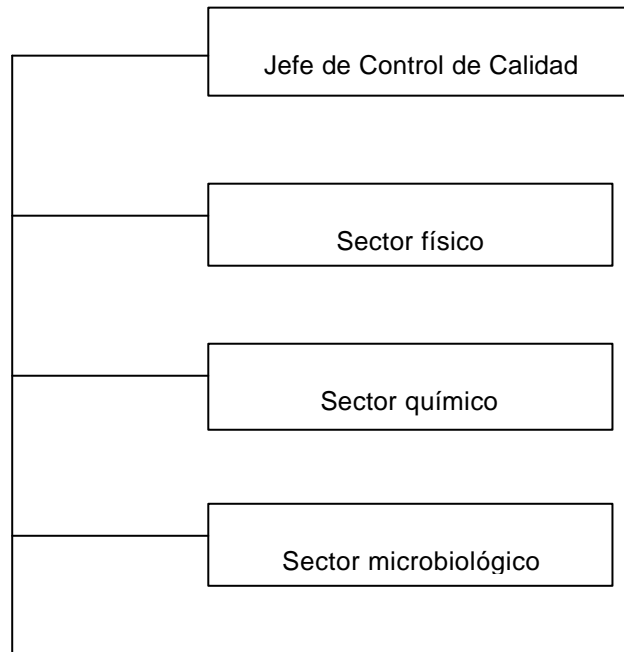 Jefe de Control de Calidad
Sector físico
Sector químico
Sector microbiológico